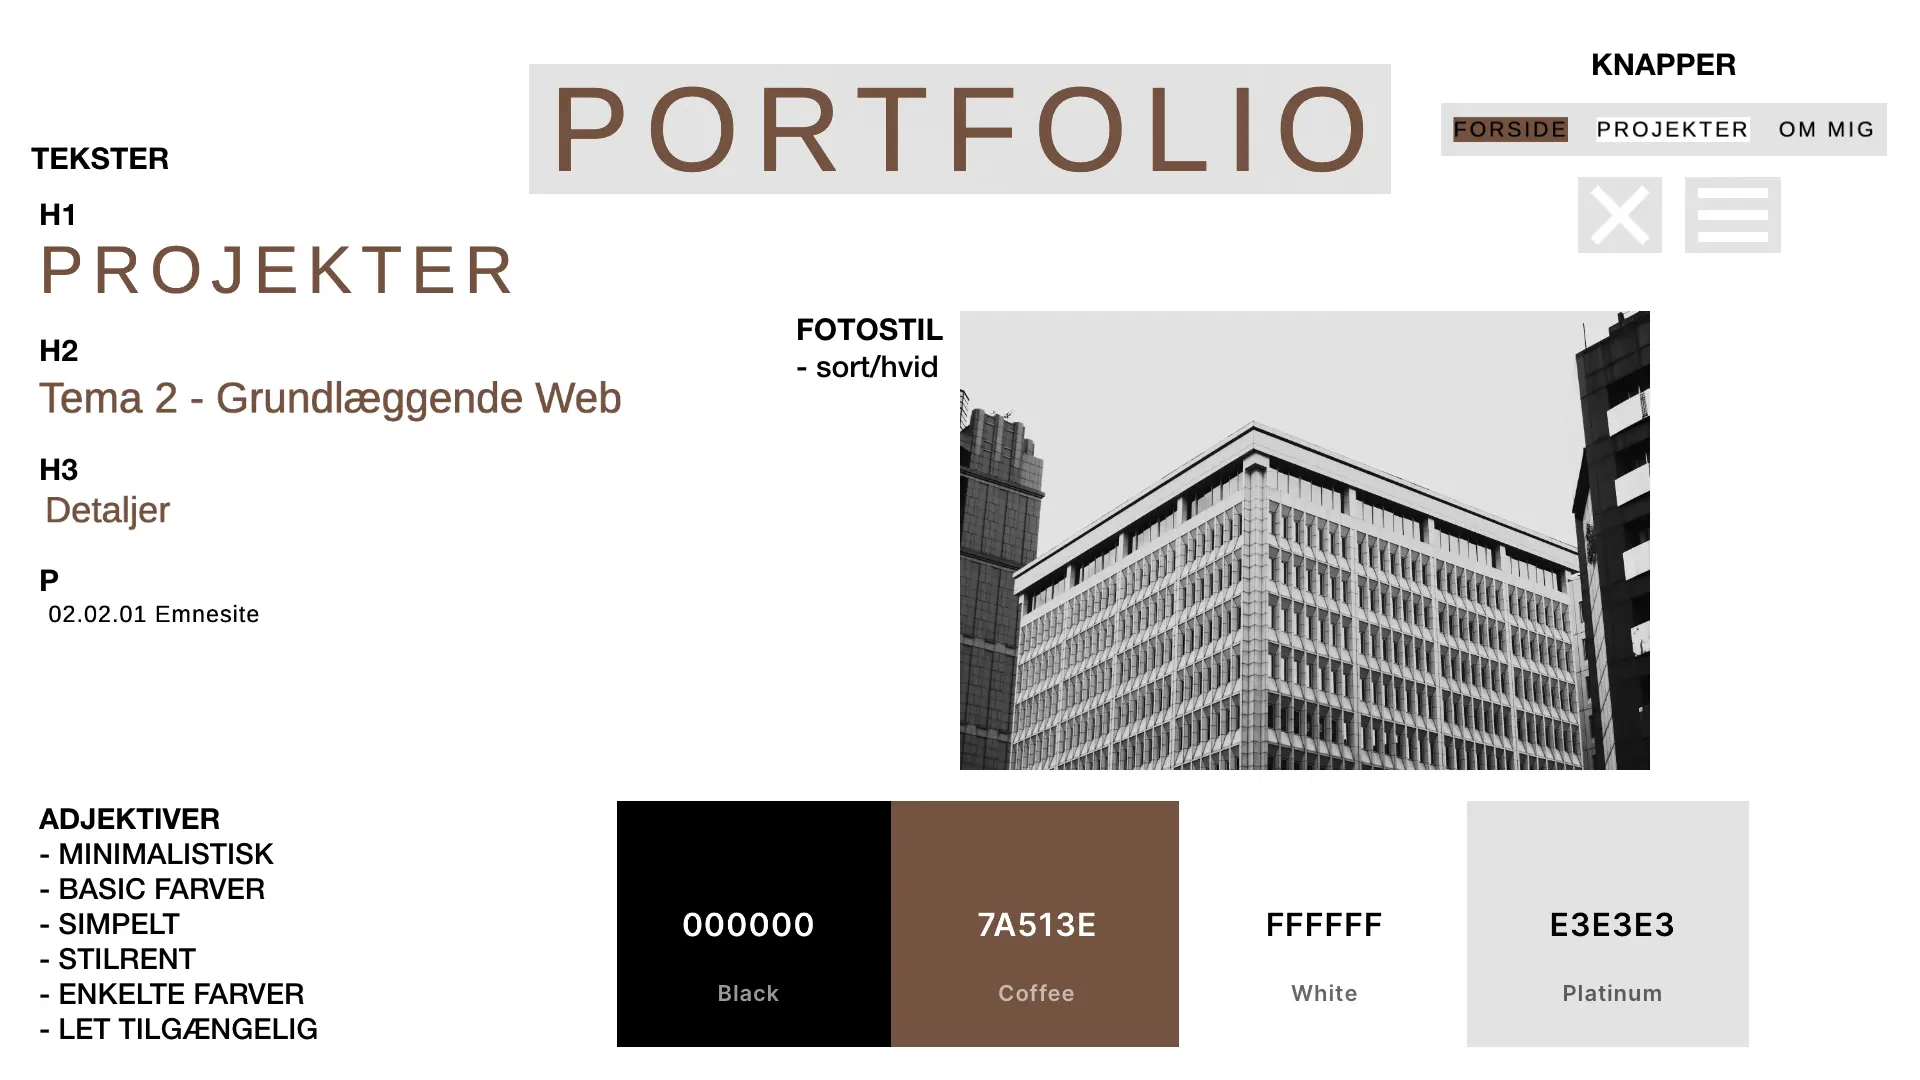 PORTFOLIO
KNAPPER
FORSIDE PROJEKTER OM MIG
TEKSTER
H1
PROJEKTER
H2
Tema 2 - Grundlæggende Web
H3
Detaljer
P
02.02.01 Emnesite
FOTOSTIL
- sort/hvid
ADJEKTIVER
- MINIMALISTISK
- BASIC FARVER
- SIMPELT
- STILRENT
- ENKELTE FARVER
- LET TILGÆNGELIG
000000
Black
7A513E
Coffee
FFFFFF
White
E3E3E3
Platinum